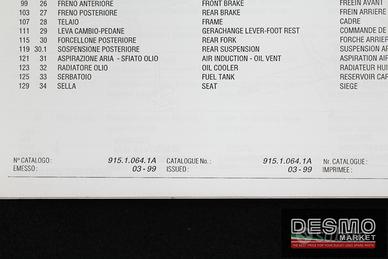 99 26 FRENO ANTERIORE FRONT BRAKE FREIN AVANT
103 27 FRENO POSTERIORE REAR BRAKE FREIN ARRIERE
107 28 TELAIO FRAME CADRE
111 29 LEVA CAMBIO-PEDANE GERACHANGE LEVER-FOOT REST COMMANDE DE
115 30 FORCELLONE POSTERIORE REAR FORK FORCHE ARRIER
119 30.1 SOSPENSIONE POSTERIORE REAR SUSPENSION SUSPENSION AR
121 31 ASPIRAZIONE ARIA - SFIATO OLIO AIR INDUCTION - OIL VENT ASPIRATION AIR
123 32 RADIATORE OLIO OIL COOLER RADIATEUR HUI
125 33 SERBATOIO FUEL TANK RESERVOIR CAR
129 34 SELLA SEAT SIEGE
N° CATALOGO: 915.1.064.1A CATALOGUE No.: 915.1.064.1A Nr. CATALOGUE:
EMESSO: 03 - 99 ISSUED: 03 - 99 IMPRIMEE:
DESMO
MARKET